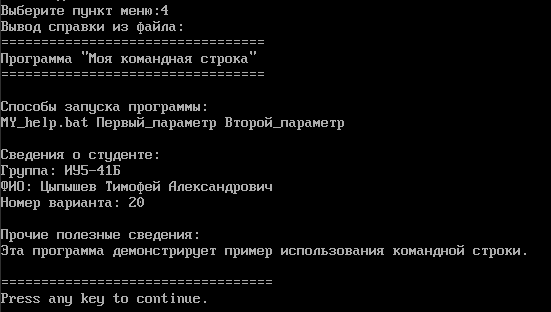 Выберите пункт меню:4
Вывод справки из файла:
=================================
Программа "Моя командная строка"
=================================
Способы запуска программы:
MY_help.bat Первый_параметр Второй_параметр
Сведения о студенте:
Группа: ИУ5-41Б
ФИО: Цыпышев Тимофей Александрович
Номер варианта: 20
Прочие полезные сведения:
Эта программа демонстрирует пример использования командной строки.
==================================
Press any key to continue.